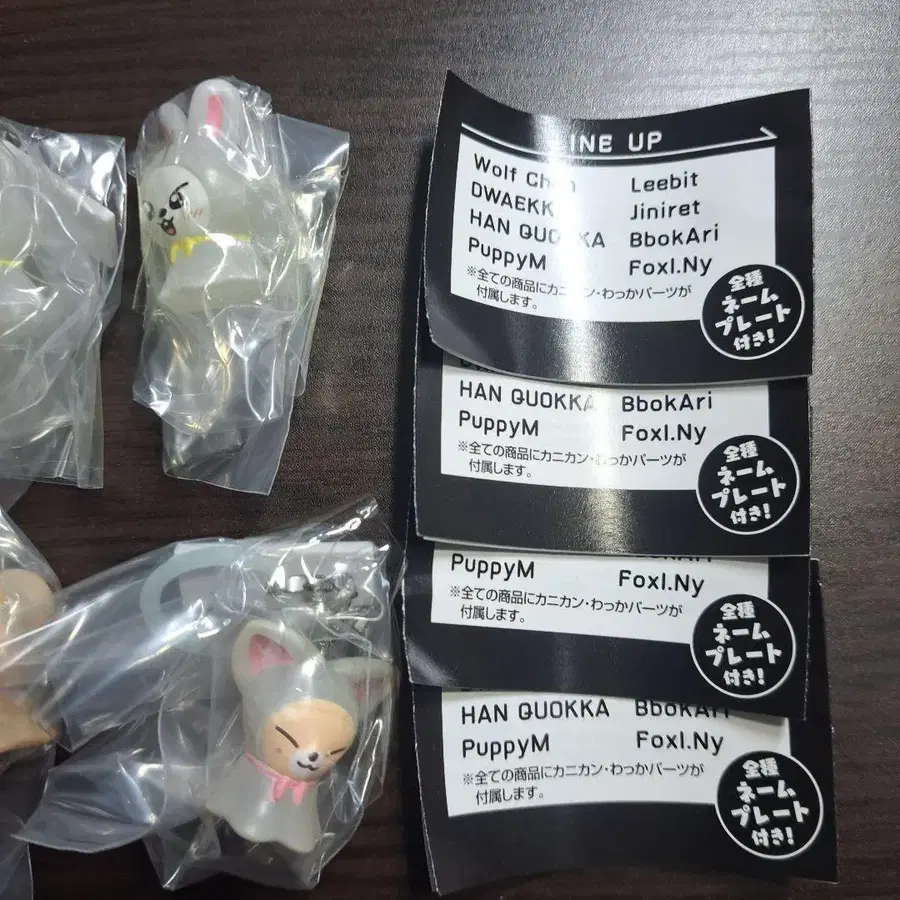 INE UP
Wolf Ch n
Leebit
DWAEKK
Jiniret
HAN QUO KA
BbokAri
PuppyM
FoxI.Ny
※全ての商品にカニカン・わっかパーツが
付属します。
全種
ネーム
プレート
付き!
HAN QUOKKA
BbokAri
PuppyM
FoxI.Ny
※全ての商品にカニカン・わっかパーツが
付属します。
全種
ネーム
プレート
付き!
PuppyM
FoxI.Ny
※全ての商品にカニカン・わっかパーツが
付属します。
全種
ネーム
プレート
付き!
HAN QUOKKA
BbokAri
PuppyM
FoxI.Ny
※全ての商品にカニカン・わっかパーツが
付属します。
全種
ネーム
プレート
付き!